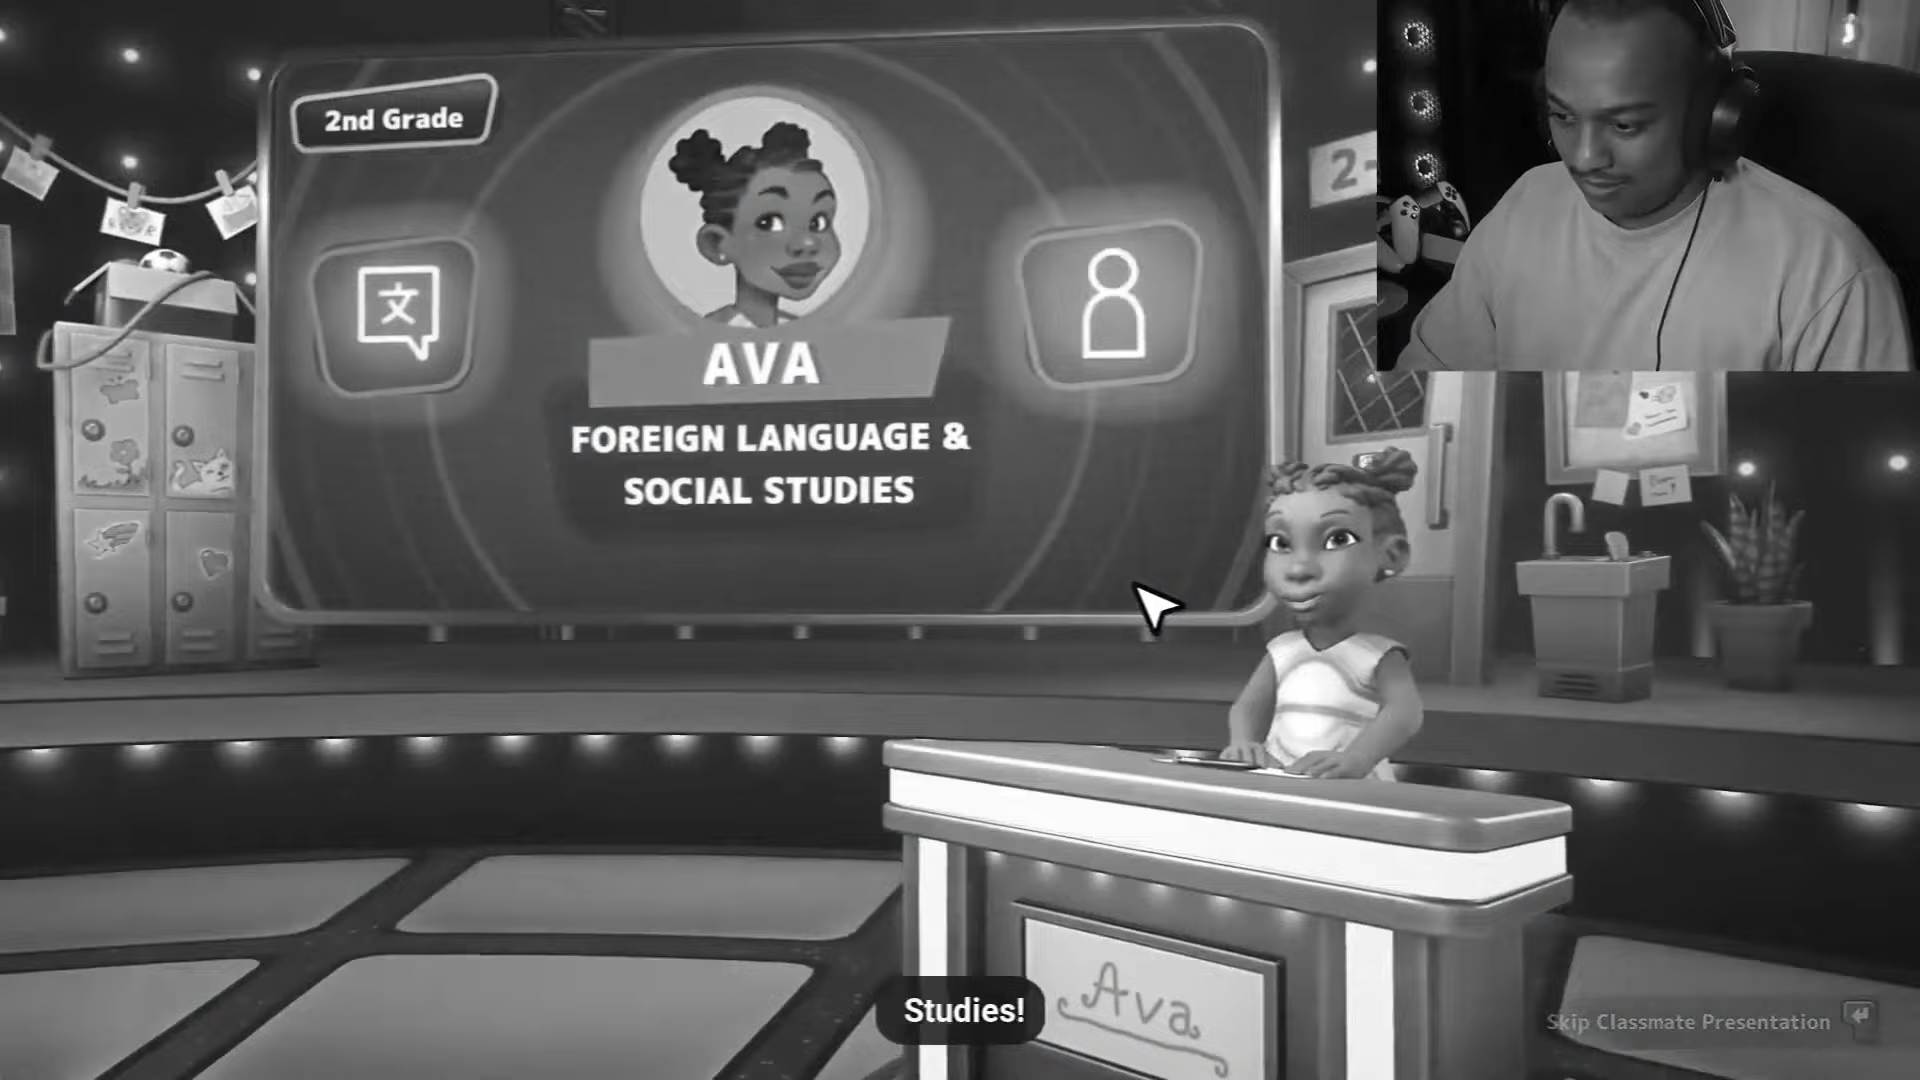 2nd Grade
文
AVA
FOREIGN LANGUAGE &
SOCIAL STUDIES
2-
Ava
Studies!
Skip Classmate Presentation